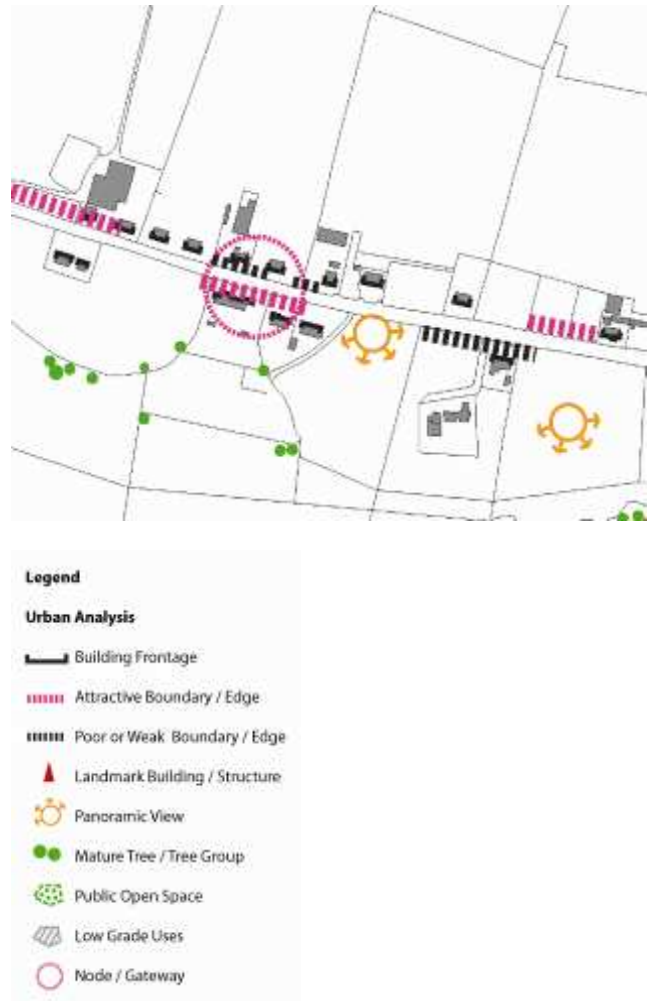 Legend
Urban Analysis
Building Frontage
Attractive Boundary / Edge
Poor or Weak Boundary / Edge
Landmark Building / Structure
Panoramic View
Mature Tree / Tree Group
Public Open Space
Low Grade Uses
Node / Gateway